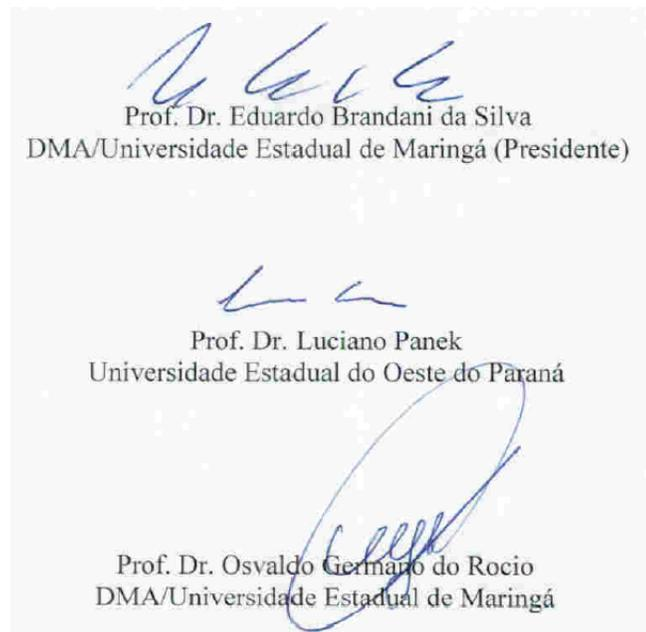 Prof. Dr. Eduardo Brandani da Silva
DMA/Universidade Estadual de Maringá (Presidente)
Prof. Dr. Luciano Panek
Universidade Estadual do Oeste do Paraná
Prof. Dr. Osvaldo Germano do Rocio
DMA/Universidade Estadual de Maringá